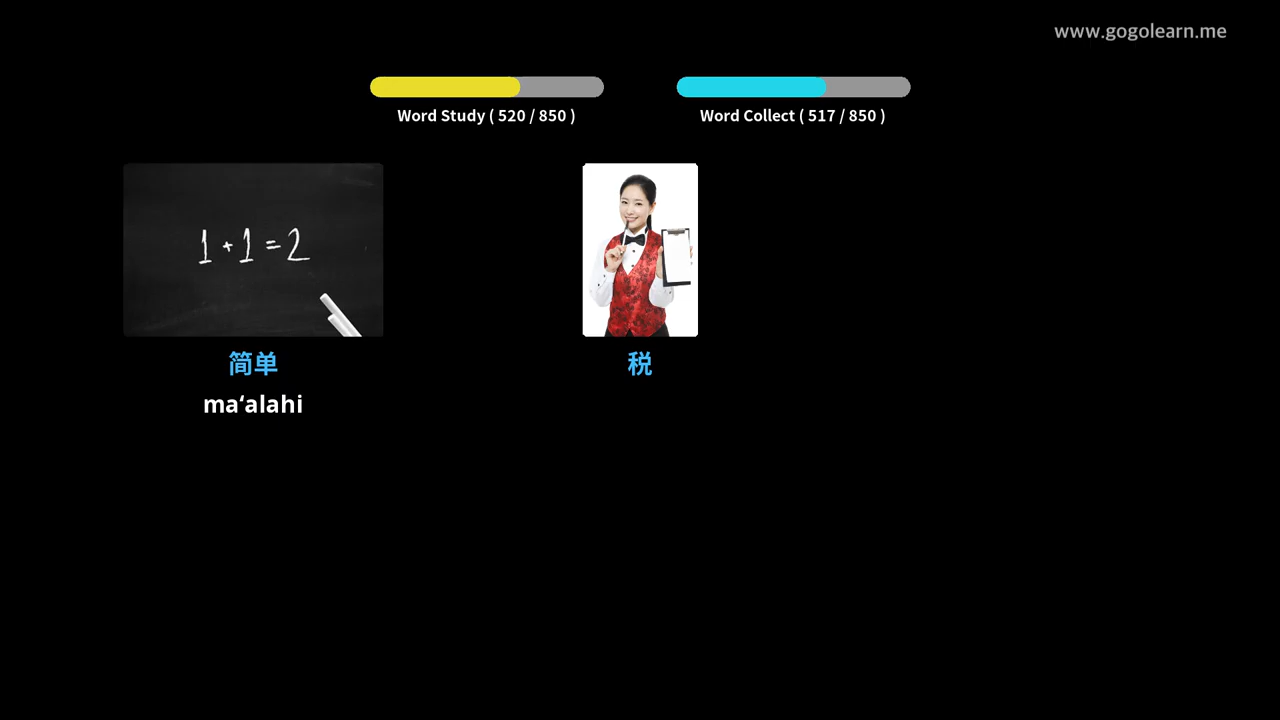 www.gogolearn.me
Word Study ( 520 / 850 )
Word Collect ( 517 / 850 )
1 + 1 = 2
简单
税
maʻalahi